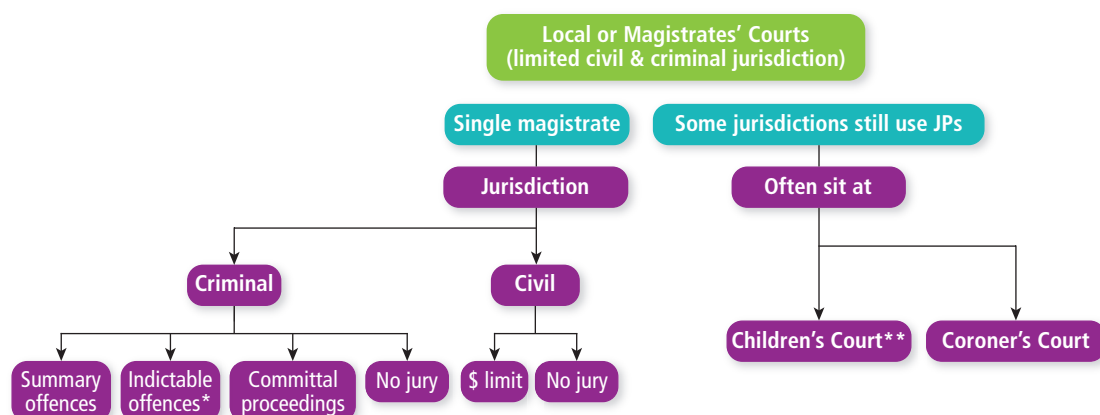 Local or Magistrates' Courts
(limited civil & criminal jurisdiction)
Single magistrate
Some jurisdictions still use JPs
Jurisdiction
Often sit at
Criminal
Civil
Children's Court**
Coroner's Court
Summary
offences
Indictable
offences*
Committal
proceedings
No jury
$ limit
No jury